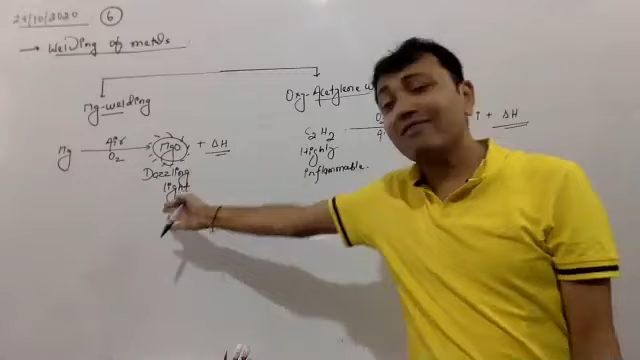 29/10/2020 6
→ Welding of metals
Mg-welding
Oxy-Acetylene w
Mg Air O2 MgO + ΔH
C2H2 + ΔH
Dazzling
light
Highly
inflammable.